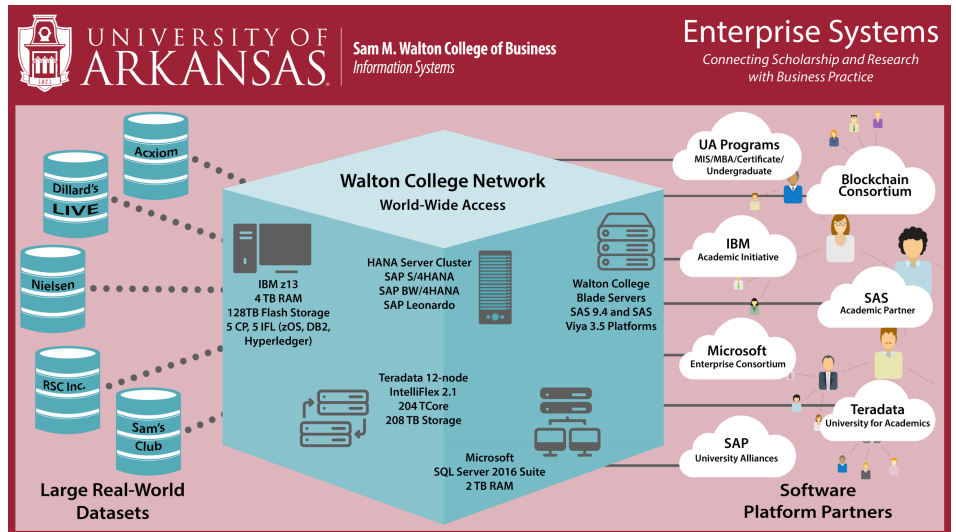 UNIVERSITY OF
ARKANSAS®
1871
Sam M. Walton College of Business
Information Systems
Enterprise Systems
Connecting Scholarship and Research
with Business Practice
Acxiom
Dillard's
LIVE
Nielsen
RSC Inc.
Sam's
Club
Large Real-World
Datasets
Walton College Network
World-Wide Access
IBM z13
4 TB RAM
128TB Flash Storage
5 CP, 5 IFL (zOS, DB2,
Hyperledger)
HANA Server Cluster
SAP S/4HANA
SAP BW/4HANA
SAP Leonardo
Walton College
Blade Servers
SAS 9.4 and SAS
Viya 3.5 Platforms
Teradata 12-node
IntelliFlex 2.1
204 TCore
208 TB Storage
Microsoft
SQL Server 2016 Suite
2 TB RAM
UA Programs
MIS/MBA/Certificate/
Undergraduate
Blockchain
Consortium
IBM
Academic Initiative
SAS
Academic Partner
Microsoft
Enterprise Consortium
Teradata
University for Academics
SAP
University Alliances
Software
Platform Partners